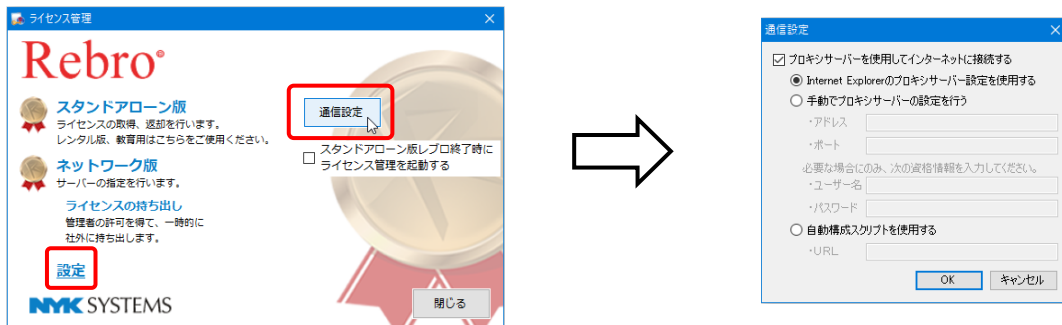 ライセンス管理
Rebro
スタンドアローン版
ライセンスの取得、返却を行います。
レンタル版、教育用はこちらをご使用ください。
ネットワーク版
サーバーの指定を行います。
ライセンスの持ち出し
管理者の許可を得て、一時的に
社外に持ち出します。
設定
NYK SYSTEMS
通信設定
スタンドアローン版レブロ終了時に
ライセンス管理を起動する
閉じる
通信設定
プロキシサーバーを使用してインターネットに接続する
Internet Explorerのプロキシサーバー設定を使用する
手動でプロキシサーバーの設定を行う
・アドレス
・ポート
必要な場合にのみ、次の資格情報を入力してください。
・ユーザー名
・パスワード
自動構成スクリプトを使用する
・URL
OK キャンセル